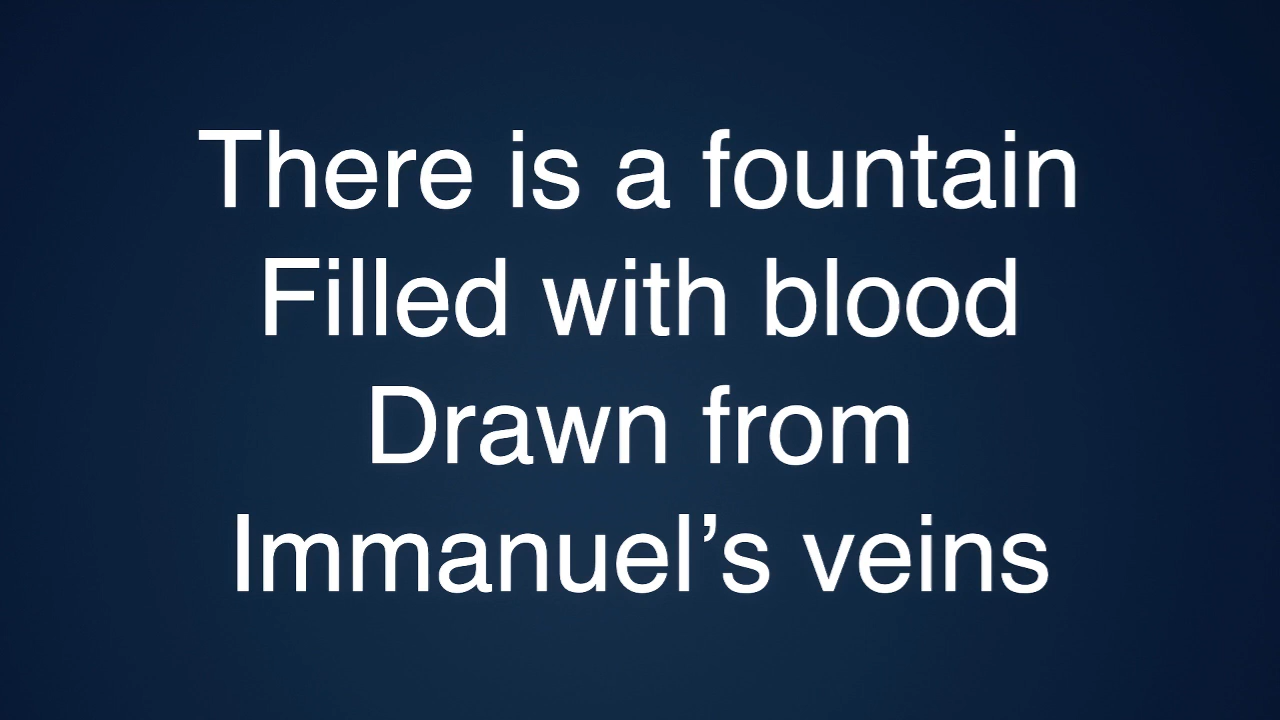 There is a fountain
Filled with blood
Drawn from
Immanuel’s veins